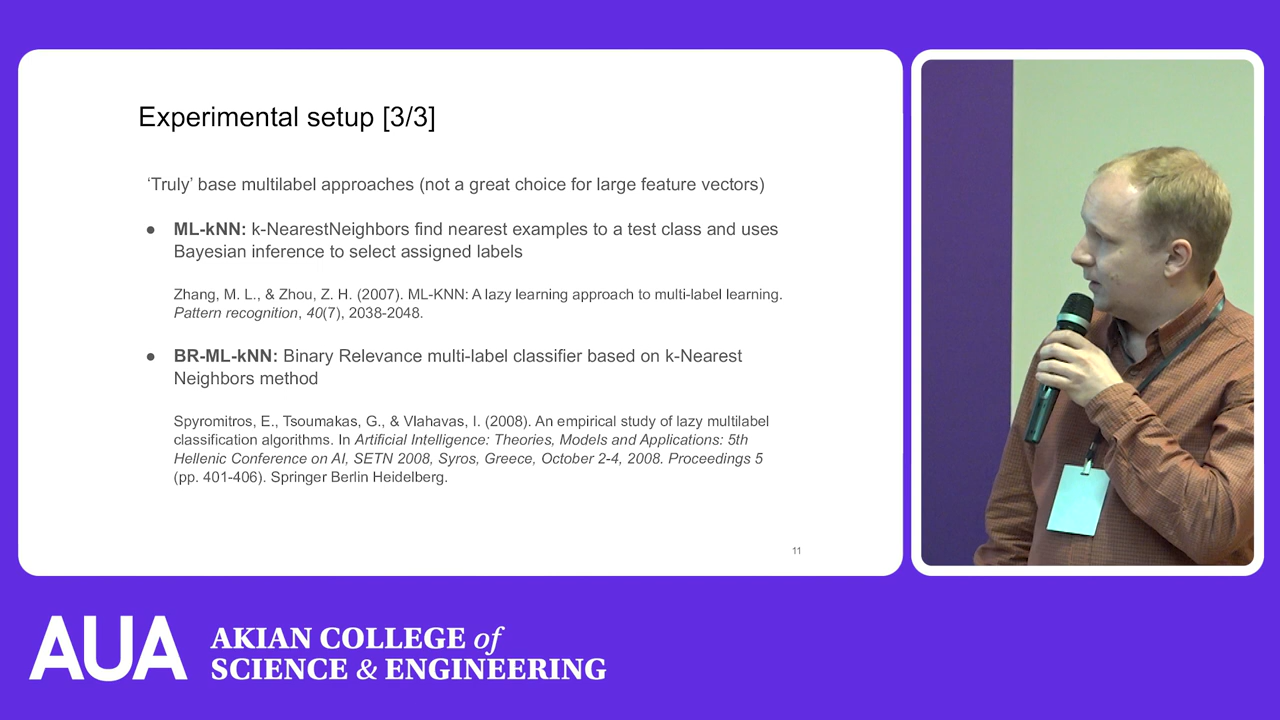 Experimental setup [3/3]
‘Truly’ base multilabel approaches (not a great choice for large feature vectors)
● ML-kNN: k-NearestNeighbors find nearest examples to a test class and uses
Bayesian inference to select assigned labels
Zhang, M. L., & Zhou, Z. H. (2007). ML-KNN: A lazy learning approach to multi-label learning.
Pattern recognition, 40(7), 2038-2048.
● BR-ML-kNN: Binary Relevance multi-label classifier based on k-Nearest
Neighbors method
Spyromitros, E., Tsoumakas, G., & Vlahavas, I. (2008). An empirical study of lazy multilabel
classification algorithms. In Artificial Intelligence: Theories, Models and Applications: 5th
Hellenic Conference on AI, SETN 2008, Syros, Greece, October 2-4, 2008. Proceedings 5
(pp. 401-406). Springer Berlin Heidelberg.
11
AUA
AKIAN COLLEGE of
SCIENCE & ENGINEERING